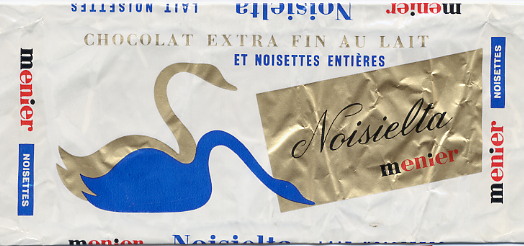 LAIT NOISETTES Noisielta menier
CHOCOLAT EXTRA FIN AU LAIT
ET NOISETTES ENTIÈRES
menier
NOISETTES
Noisielta
menier
NOISETTES
menier
menier Noisielta